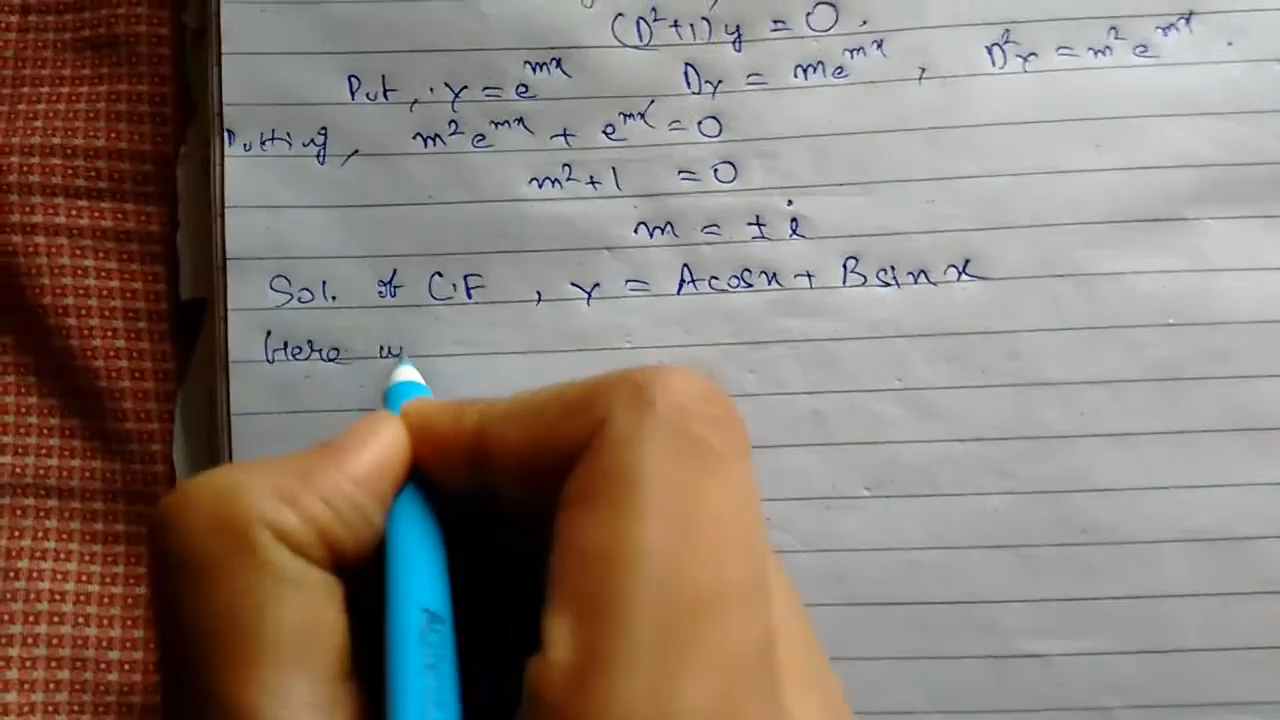 (D²+1)y = 0.
Put, y = e^mx Dy = me^mx, D²y = m²e^mx.
Putting, m²e^mx + e^mx = 0
m²+1 = 0
m = ± i
Sol. of C.F, y = Acosx + Bsinx
Here w